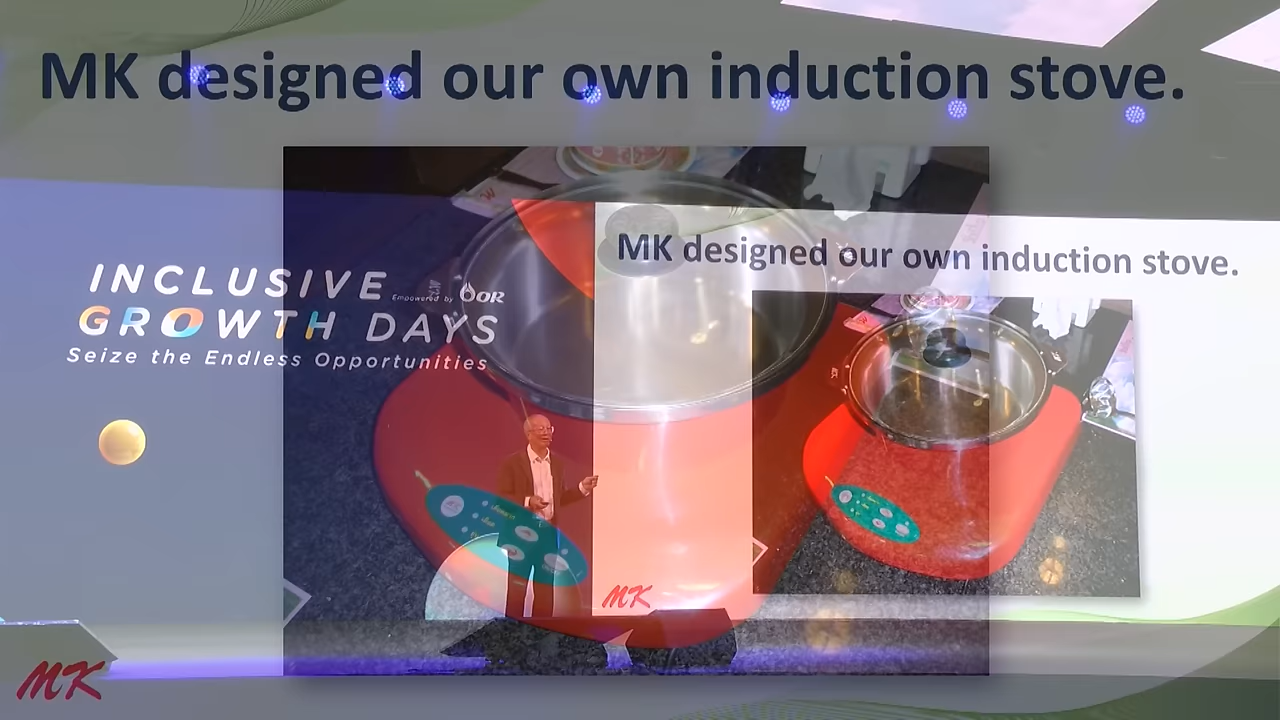 MK designed our own induction stove.
MK designed our own induction stove.
INCLUSIVE
Empowered by OR
GROWTH DAYS
Seize the Endless Opportunities
MK
MK